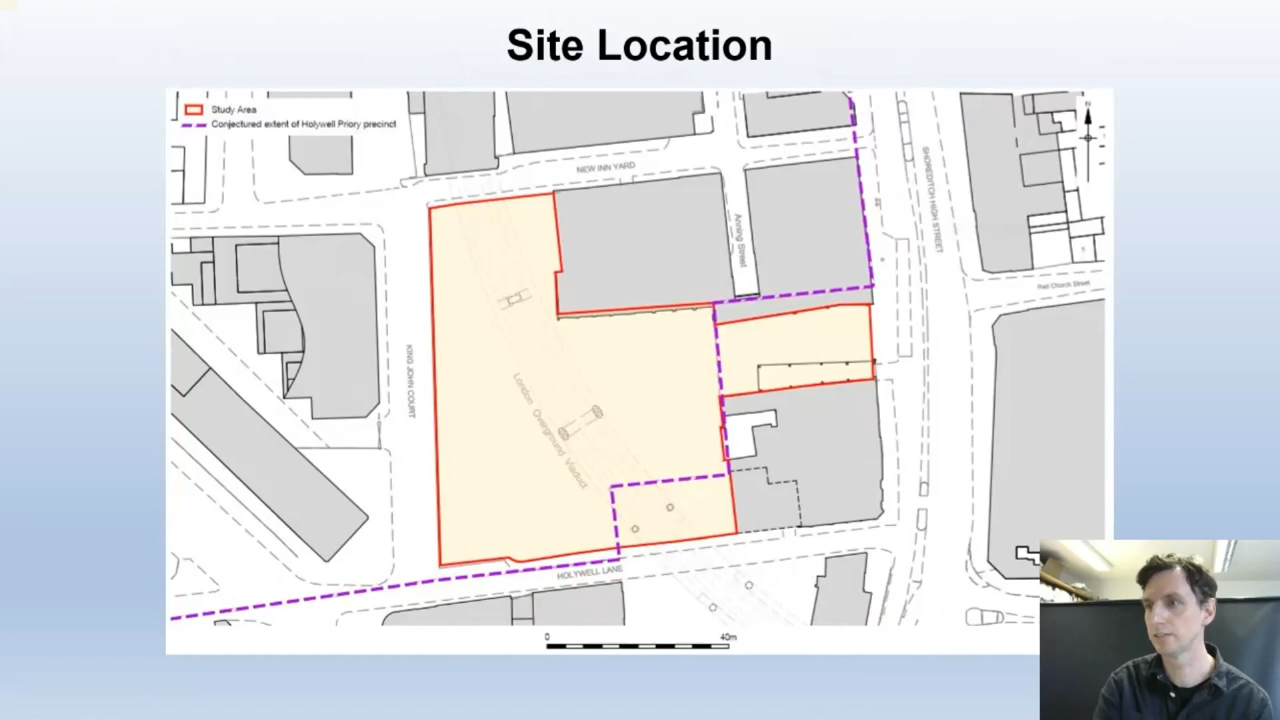 Site Location
Study Area
Conjectured extent of Holywell Priory precinct
N
NEW INN YARD
SHOREDITCH HIGH STREET
Anning Street
Red Church Street
KING JOHN COURT
London Overground Viaduct
HOLYWELL LANE
0 40m